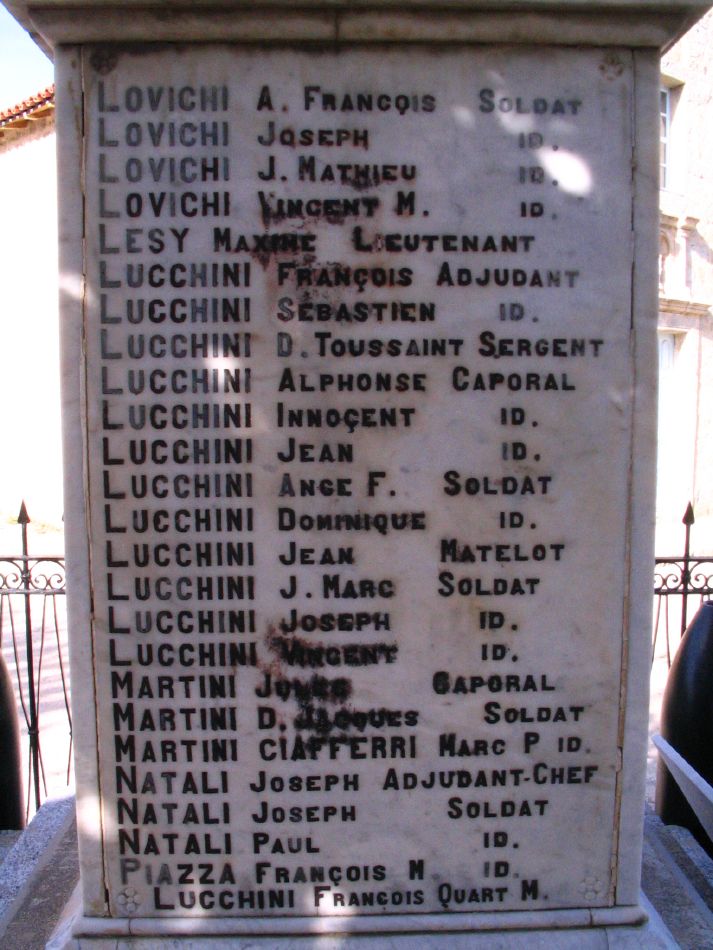 LOVICHI A. FRANÇOIS SOLDAT
LOVICHI JOSEPH ID.
LOVICHI J. MATHIEU ID.
LOVICHI VINCENT M. ID.
LESY MAXIME LIEUTENANT
LUCCHINI FRANÇOIS ADJUDANT
LUCCHINI SÉBASTIEN ID.
LUCCHINI D. TOUSSAINT SERGENT
LUCCHINI ALPHONSE CAPORAL
LUCCHINI INNOÇENT ID.
LUCCHINI JEAN ID.
LUCCHINI ANGE F. SOLDAT
LUCCHINI DOMINIQUE ID.
LUCCHINI JEAN MATELOT
LUCCHINI J. MARC SOLDAT
LUCCHINI JOSEPH ID.
LUCCHINI VINCENT ID.
MARTINI JULES CAPORAL
MARTINI D. JACQUES SOLDAT
MARTINI CIAFFERRI MARC P ID.
NATALI JOSEPH ADJUDANT-CHEF
NATALI JOSEPH SOLDAT
NATALI PAUL ID.
PIAZZA FRANÇOIS M ID.
LUCCHINI FRANÇOIS QUART M.